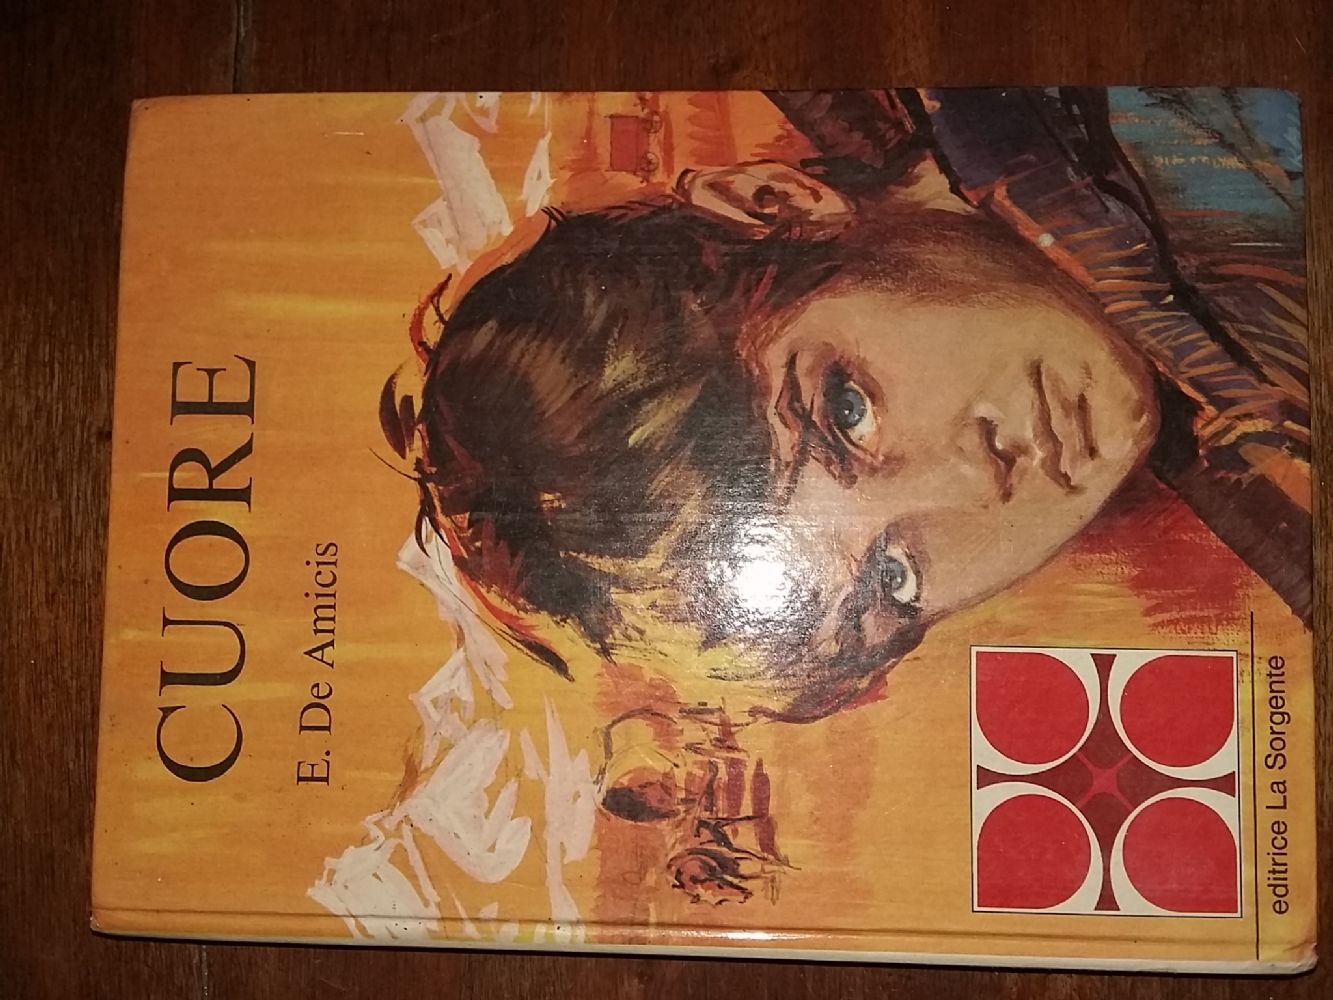 CUORE
E. De Amicis
editrice La Sorgente